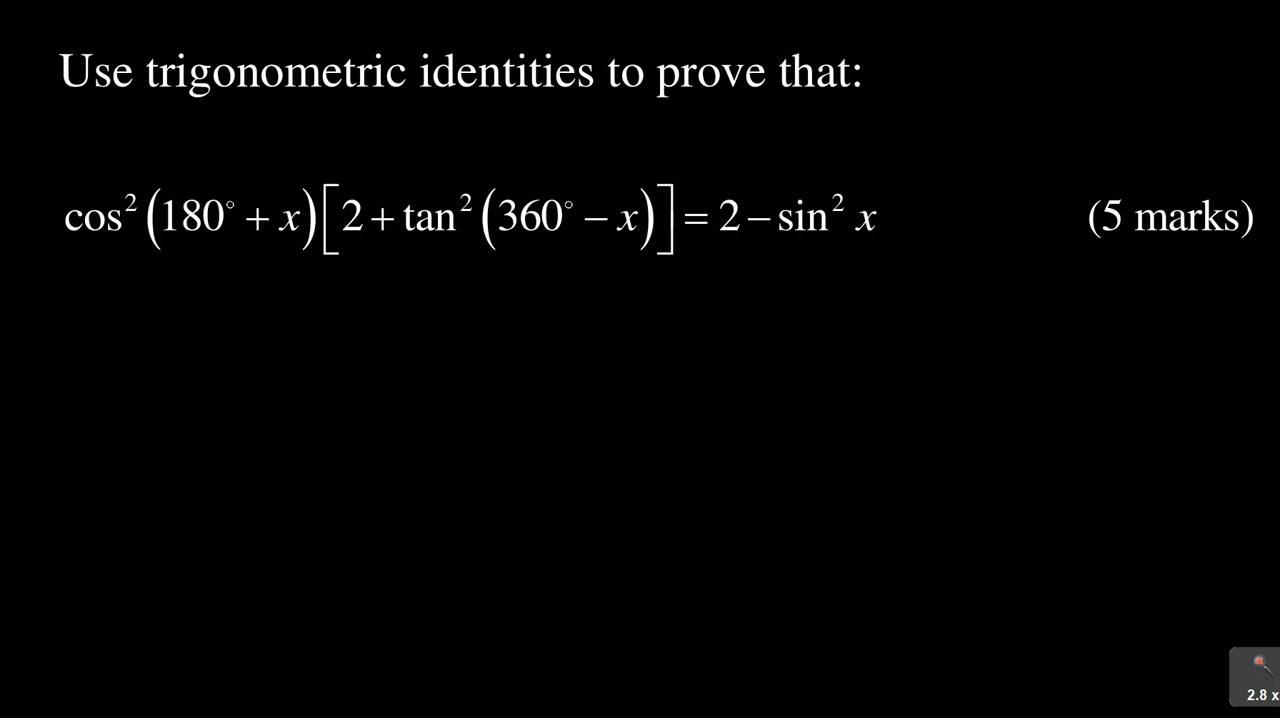 Use trigonometric identities to prove that:
cos²(180° + x)[2 + tan²(360° − x)] = 2 − sin² x (5 marks)
2.8 x